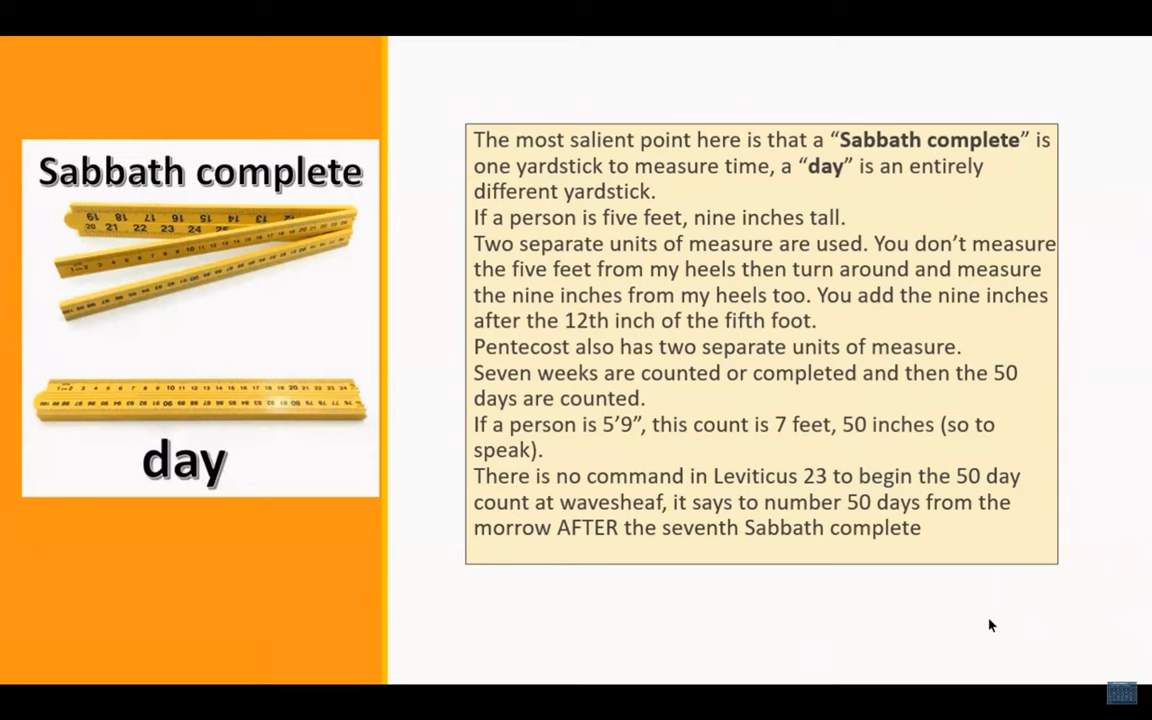 Sabbath complete
day
The most salient point here is that a “Sabbath complete” is
one yardstick to measure time, a “day” is an entirely
different yardstick.
If a person is five feet, nine inches tall.
Two separate units of measure are used. You don’t measure
the five feet from my heels then turn around and measure
the nine inches from my heels too. You add the nine inches
after the 12th inch of the fifth foot.
Pentecost also has two separate units of measure.
Seven weeks are counted or completed and then the 50
days are counted.
If a person is 5’9”, this count is 7 feet, 50 inches (so to
speak).
There is no command in Leviticus 23 to begin the 50 day
count at wavesheaf, it says to number 50 days from the
morrow AFTER the seventh Sabbath complete